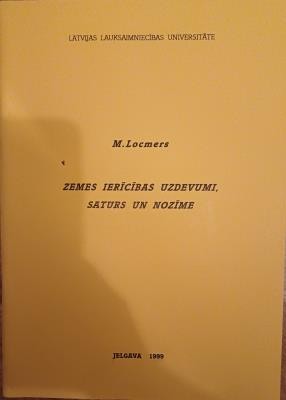 LATVIJAS LAUKSAIMNIECĪBAS UNIVERSITĀTE
M.Locmers
ZEMES IERĪCĪBAS UZDEVUMI,
SATURS UN NOZĪME
JELGAVA 1999